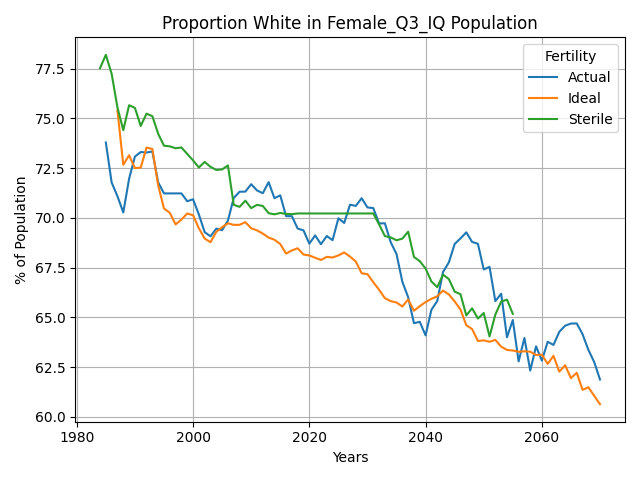 Proportion White in Female_Q3_IQ Population
Fertility
Actual
Ideal
Sterile
% of Population
77.5
75.0
72.5
70.0
67.5
65.0
62.5
60.0
1980
2000
2020
2040
2060
Years